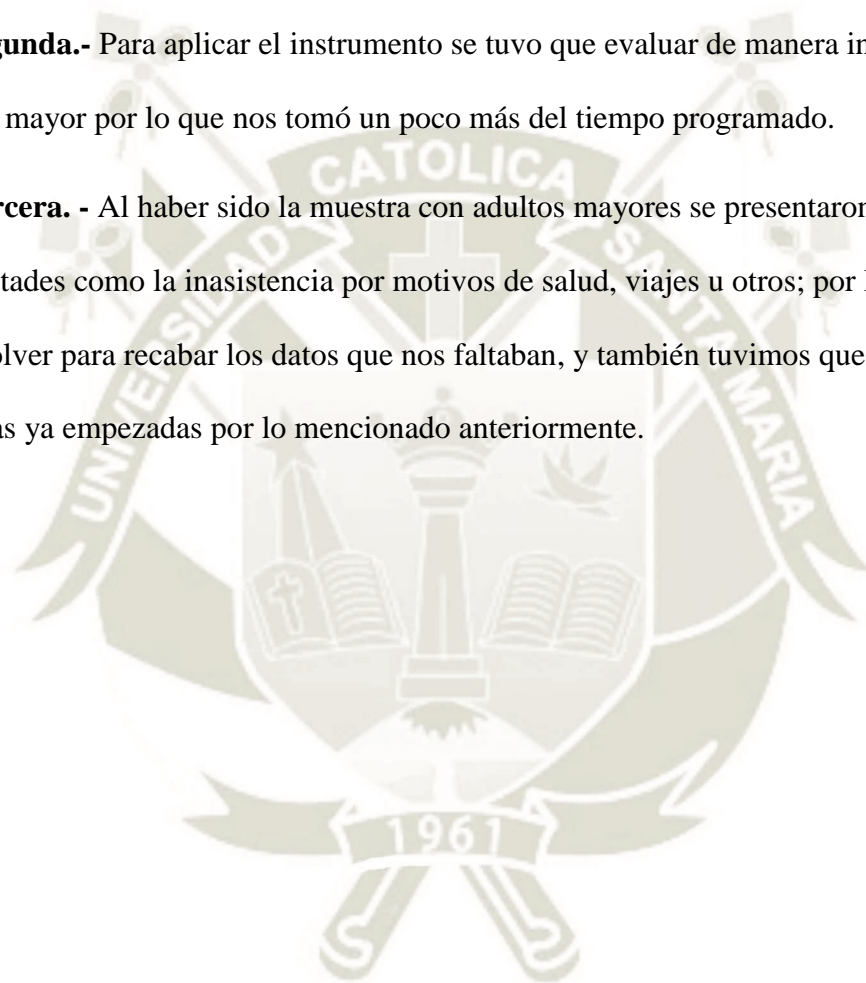 gunda.- Para aplicar el instrumento se tuvo que evaluar de manera in
mayor por lo que nos tomó un poco más del tiempo programado.
rcera. - Al haber sido la muestra con adultos mayores se presentaron
tades como la inasistencia por motivos de salud, viajes u otros; por l
olver para recabar los datos que nos faltaban, y también tuvimos que
as ya empezadas por lo mencionado anteriormente.
UNIVERSIDAD CATOLICA SANTA MARIA
1961